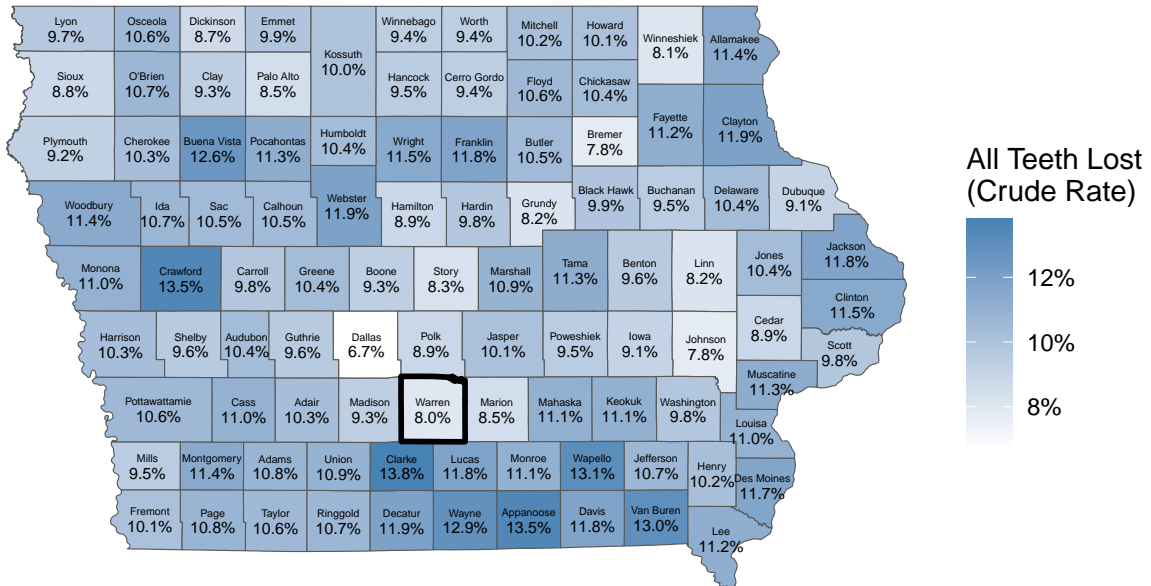 Lyon
9.7%
Osceola
10.6%
Dickinson
8.7%
Emmet
9.9%
Winnebago
9.4%
Worth
9.4%
Mitchell
10.2%
Howard
10.1%
Winneshiek
8.1%
Allamakee
11.4%
Kossuth
10.0%
Sioux
8.8%
O'Brien
10.7%
Clay
9.3%
Palo Alto
8.5%
Hancock
9.5%
Cerro Gordo
9.4%
Floyd
10.6%
Chickasaw
10.4%
Fayette
11.2%
Clayton
11.9%
Plymouth
9.2%
Cherokee
10.3%
Buena Vista
12.6%
Pocahontas
11.3%
Humboldt
10.4%
Wright
11.5%
Franklin
11.8%
Butler
10.5%
Bremer
7.8%
Woodbury
11.4%
Ida
10.7%
Sac
10.5%
Calhoun
10.5%
Webster
11.9%
Hamilton
8.9%
Hardin
9.8%
Grundy
8.2%
Black Hawk
9.9%
Buchanan
9.5%
Delaware
10.4%
Dubuque
9.1%
Monona
11.0%
Crawford
13.5%
Carroll
9.8%
Greene
10.4%
Boone
9.3%
Story
8.3%
Marshall
10.9%
Tama
11.3%
Benton
9.6%
Linn
8.2%
Jones
10.4%
Jackson
11.8%
Clinton
11.5%
Harrison
10.3%
Shelby
9.6%
Audubon
10.4%
Guthrie
9.6%
Dallas
6.7%
Polk
8.9%
Jasper
10.1%
Poweshiek
9.5%
Iowa
9.1%
Johnson
7.8%
Cedar
8.9%
Scott
9.8%
Muscatine
11.3%
Pottawattamie
10.6%
Cass
11.0%
Adair
10.3%
Madison
9.3%
Warren
8.0%
Marion
8.5%
Mahaska
11.1%
Keokuk
11.1%
Washington
9.8%
Louisa
11.0%
Mills
9.5%
Montgomery
11.4%
Adams
10.8%
Union
10.9%
Clarke
13.8%
Lucas
11.8%
Monroe
11.1%
Wapello
13.1%
Jefferson
10.7%
Henry
10.2%
Des Moines
11.7%
Fremont
10.1%
Page
10.8%
Taylor
10.6%
Ringgold
10.7%
Decatur
11.9%
Wayne
12.9%
Appanoose
13.5%
Davis
11.8%
Van Buren
13.0%
Lee
11.2%
All Teeth Lost
(Crude Rate)
12%
10%
8%